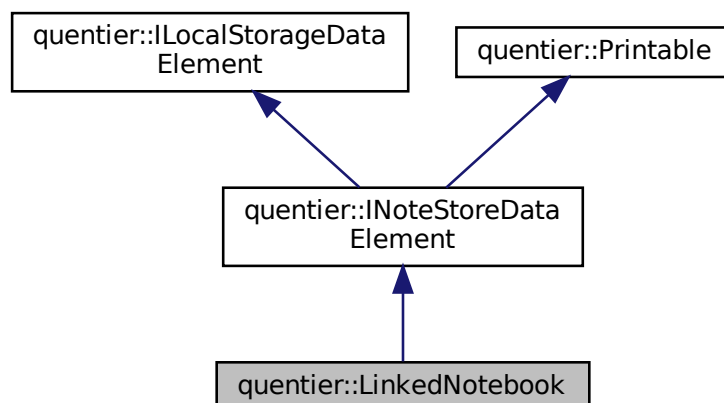 quentier::ILocalStorageData
Element
quentier::Printable
quentier::INoteStoreData
Element
quentier::LinkedNotebook